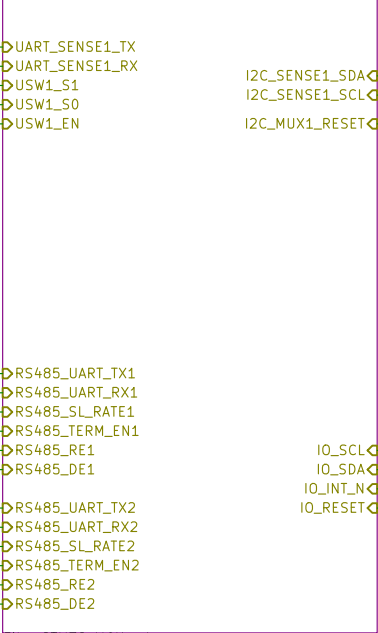 UART_SENSE1_TX
UART_SENSE1_RX
USW1_S1
USW1_S0
USW1_EN
I2C_SENSE1_SDA
I2C_SENSE1_SCL
I2C_MUX1_RESET
RS485_UART_TX1
RS485_UART_RX1
RS485_SL_RATE1
RS485_TERM_EN1
RS485_RE1
RS485_DE1
RS485_UART_TX2
RS485_UART_RX2
RS485_SL_RATE2
RS485_TERM_EN2
RS485_RE2
RS485_DE2
IO_SCL
IO_SDA
IO_INT_N
IO_RESET